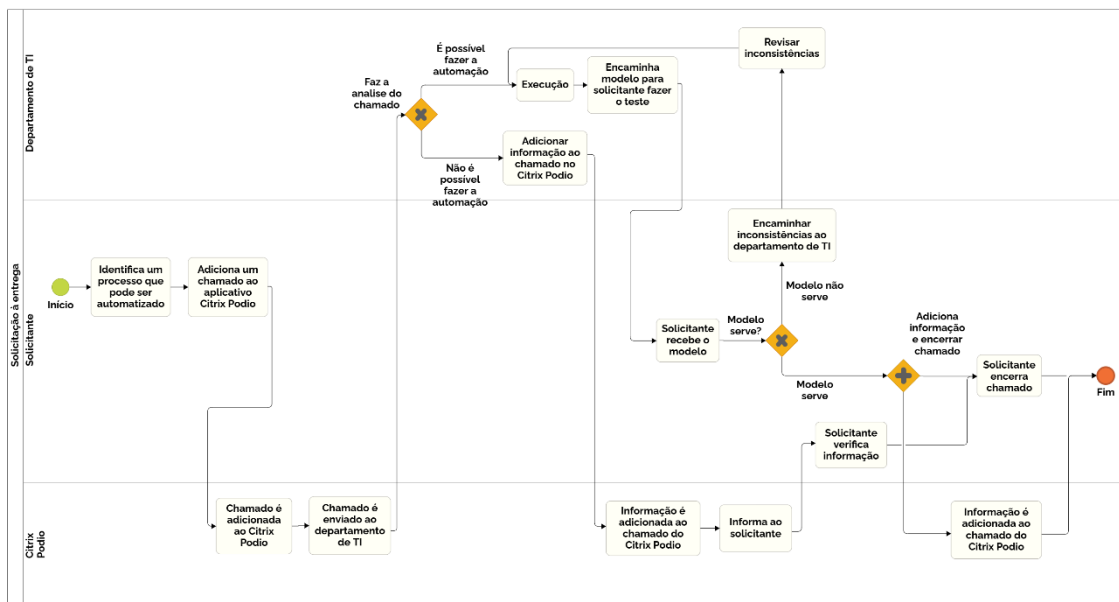 Solicitação à entrega
Departamento de TI
Faz a
analise do
chamado
É possível
fazer a
automação
Não é
possível
fazer a
automação
Execução
Encaminha
modelo para
solicitante fazer
o teste
Revisar
inconsistências
Adicionar
informação ao
chamado no
Citrix Podio
Solicitante
Início
Identifica um
processo que
pode ser
automatizado
Adiciona um
chamado ao
aplicativo
Citrix Podio
Encaminhar
inconsistências ao
departamento de TI
Modelo não
serve
Solicitante
recebe o
modelo
Modelo
serve?
Modelo
serve
Adiciona
informação
e encerrar
chamado
Solicitante
encerra
chamado
Fim
Solicitante
verifica
informação
Citrix
Podio
Chamado é
adicionada
ao Citrix
Podio
Chamado é
enviado ao
departamento
de TI
Informação é
adicionada ao
chamado do
Citrix Podio
Informa ao
solicitante
Informação é
adicionada ao
chamado do
Citrix Podio